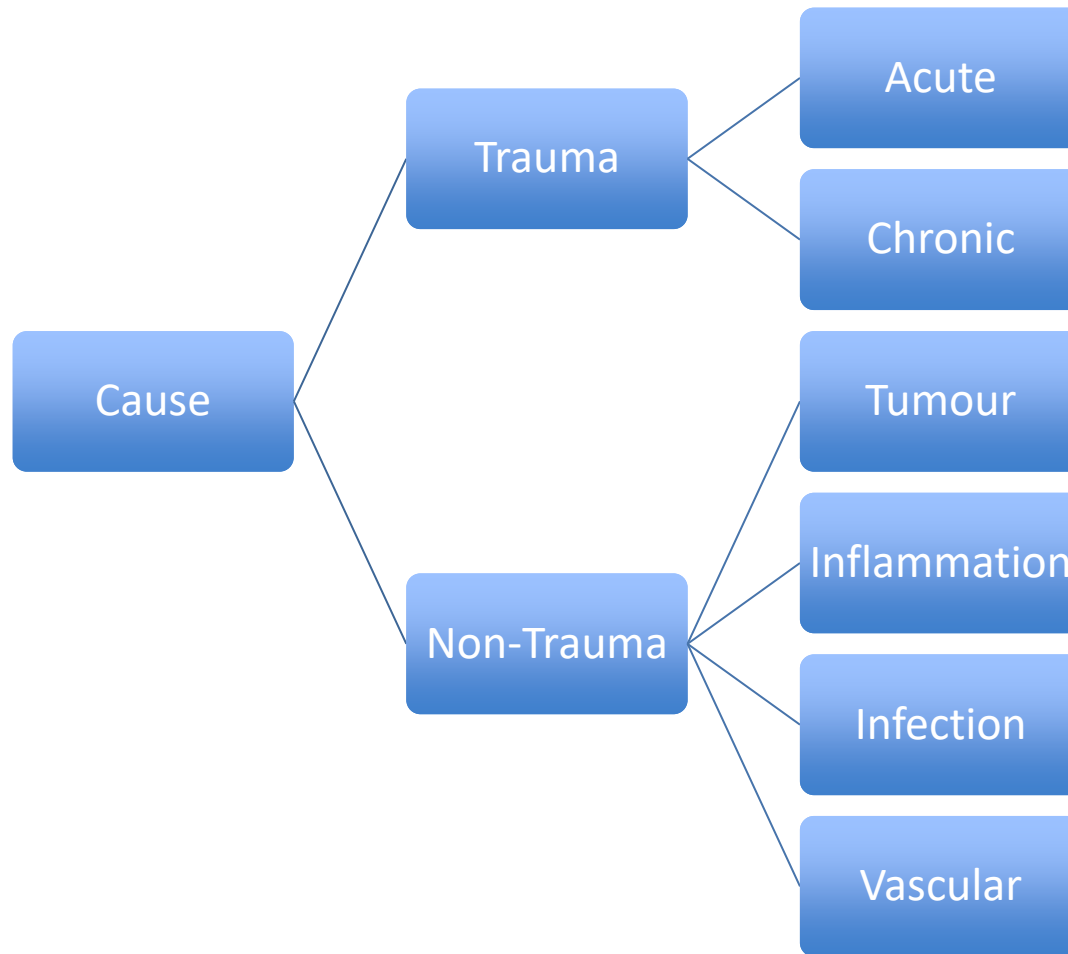 Cause
Trauma
Acute
Chronic
Non-Trauma
Tumour
Inflammation
Infection
Vascular